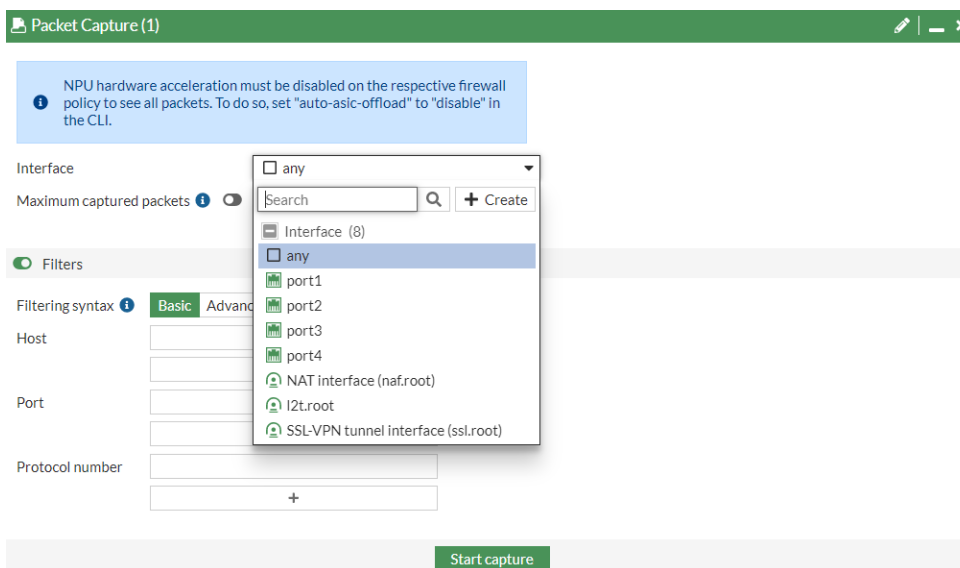 Packet Capture (1)
NPU hardware acceleration must be disabled on the respective firewall
policy to see all packets. To do so, set "auto-asic-offload" to "disable" in
the CLI.
Interface
any
Maximum captured packets
Search
Create
Interface (8)
any
Filters
port1
Filtering syntax
Basic
Advanc
port2
Host
port3
port4
NAT interface (naf.root)
Port
l2t.root
SSL-VPN tunnel interface (ssl.root)
Protocol number
+
Start capture